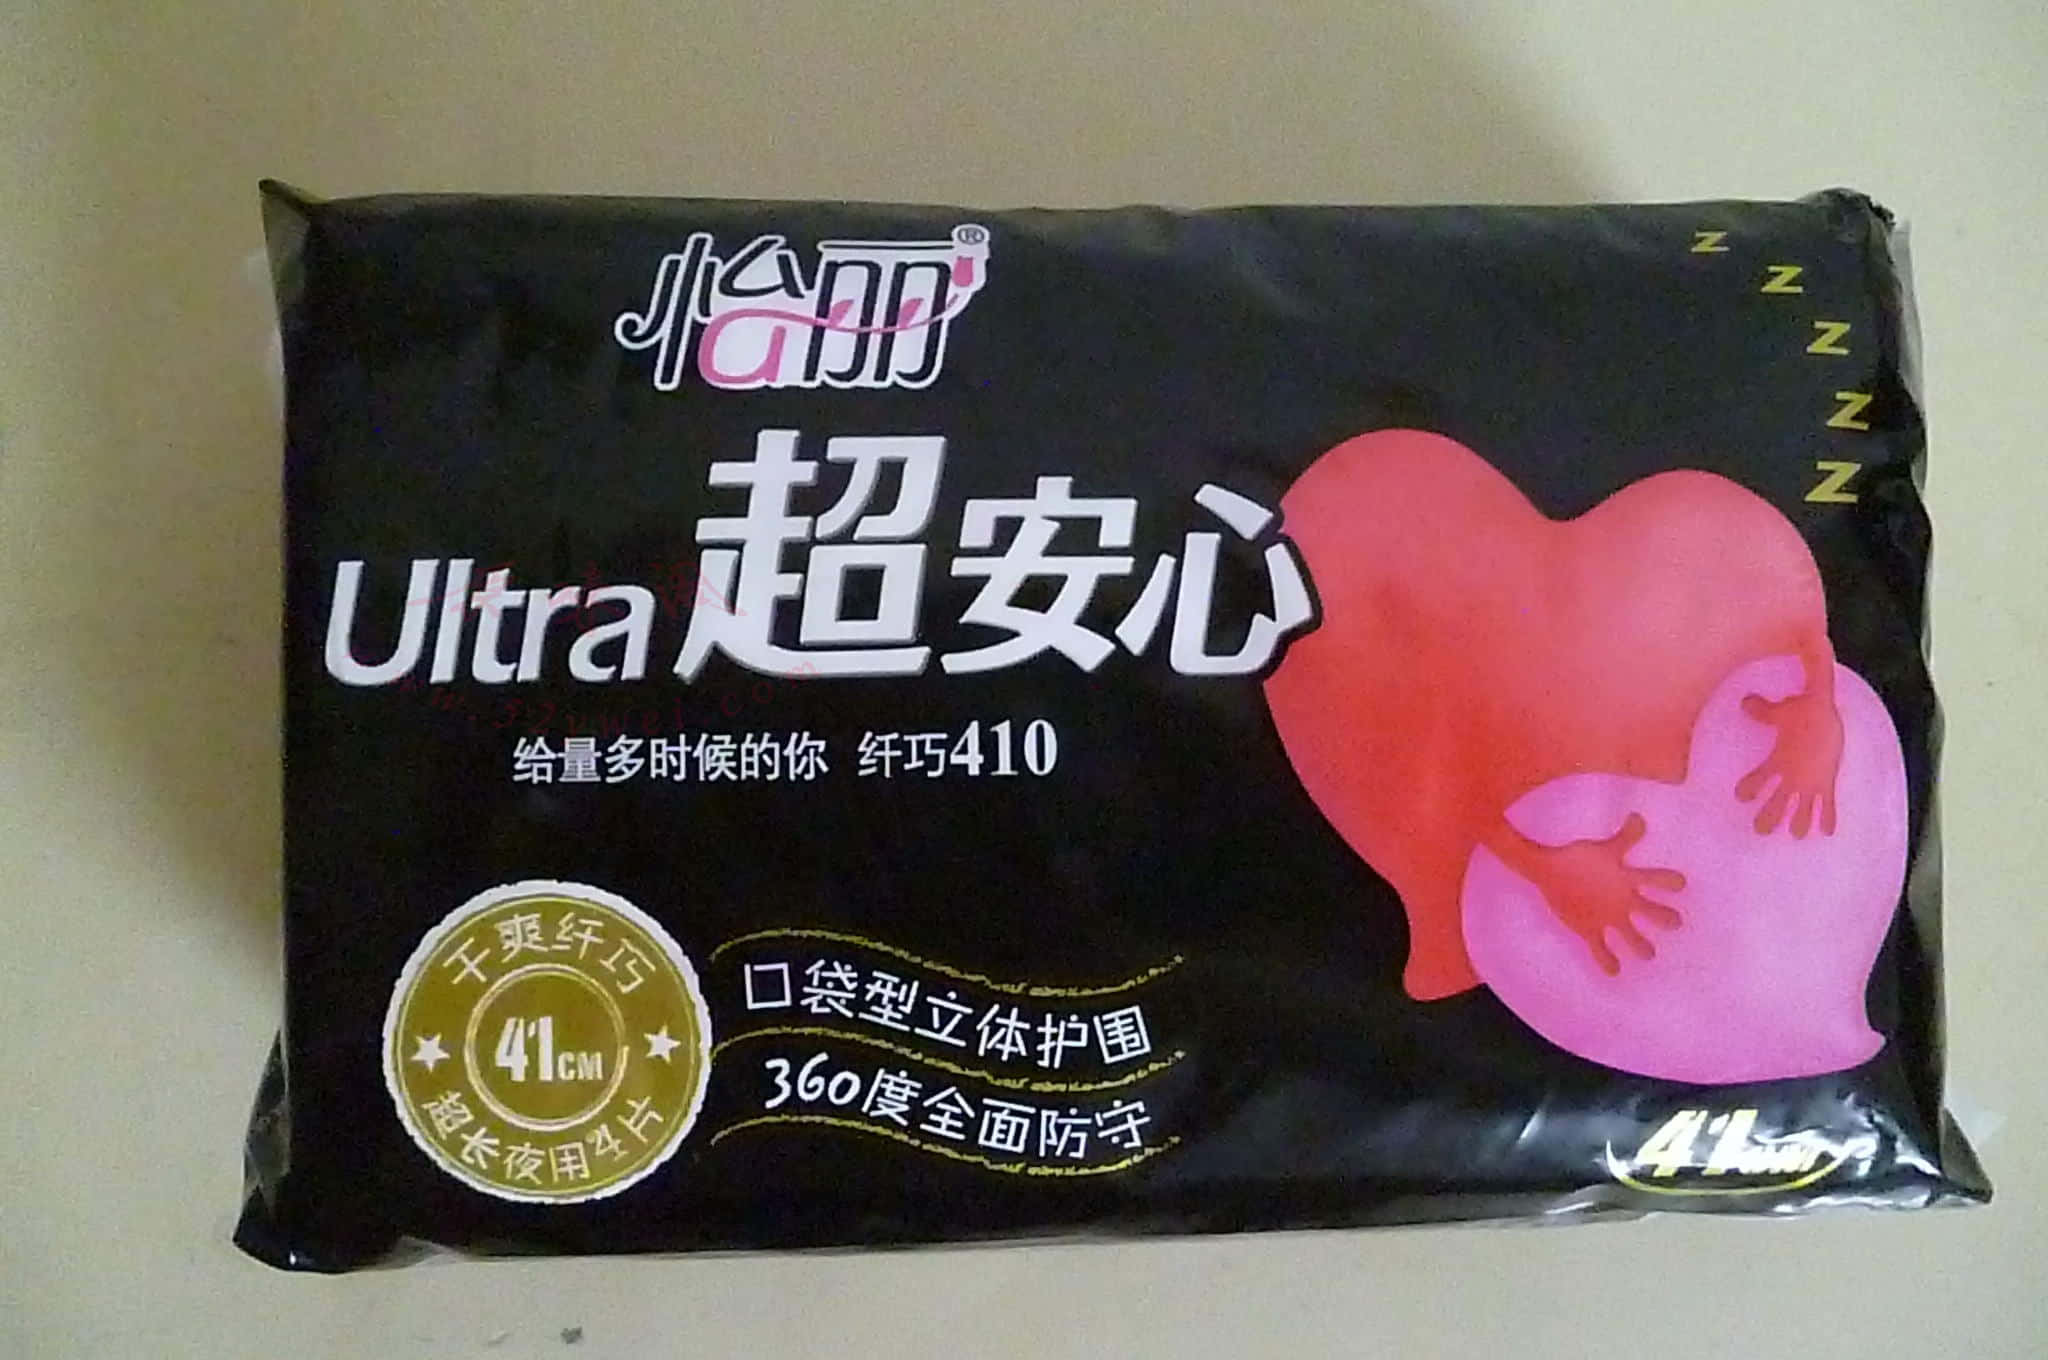 怡丽®
Z
Z
Z
Z
Z
Ultra超安心
给量多时候的你 纤巧410
干爽纤巧
41CM
超长夜用4片
口袋型立体护围
360度全面防守
41